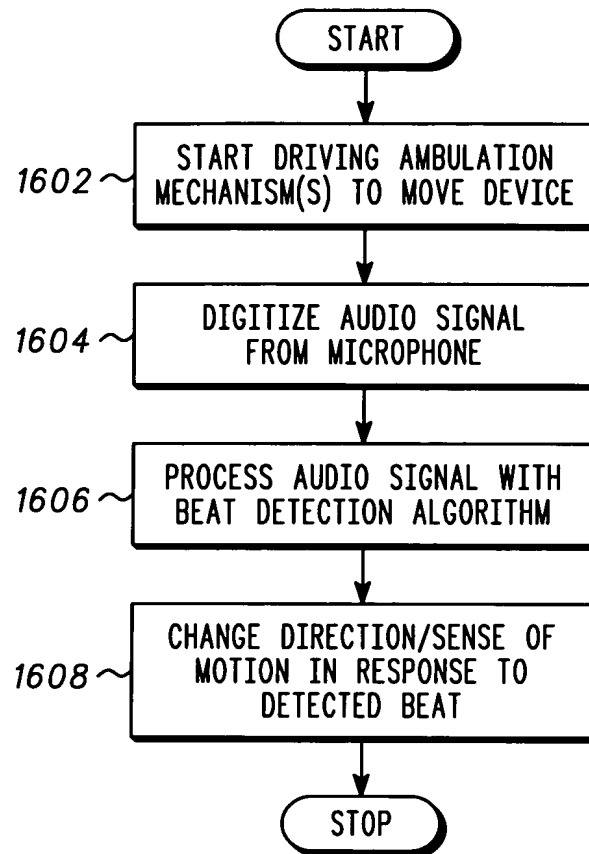 START
1602
START DRIVING AMBULATION
MECHANISM(S) TO MOVE DEVICE
1604
DIGITIZE AUDIO SIGNAL
FROM MICROPHONE
1606
PROCESS AUDIO SIGNAL WITH
BEAT DETECTION ALGORITHM
1608
CHANGE DIRECTION/SENSE OF
MOTION IN RESPONSE TO
DETECTED BEAT
STOP